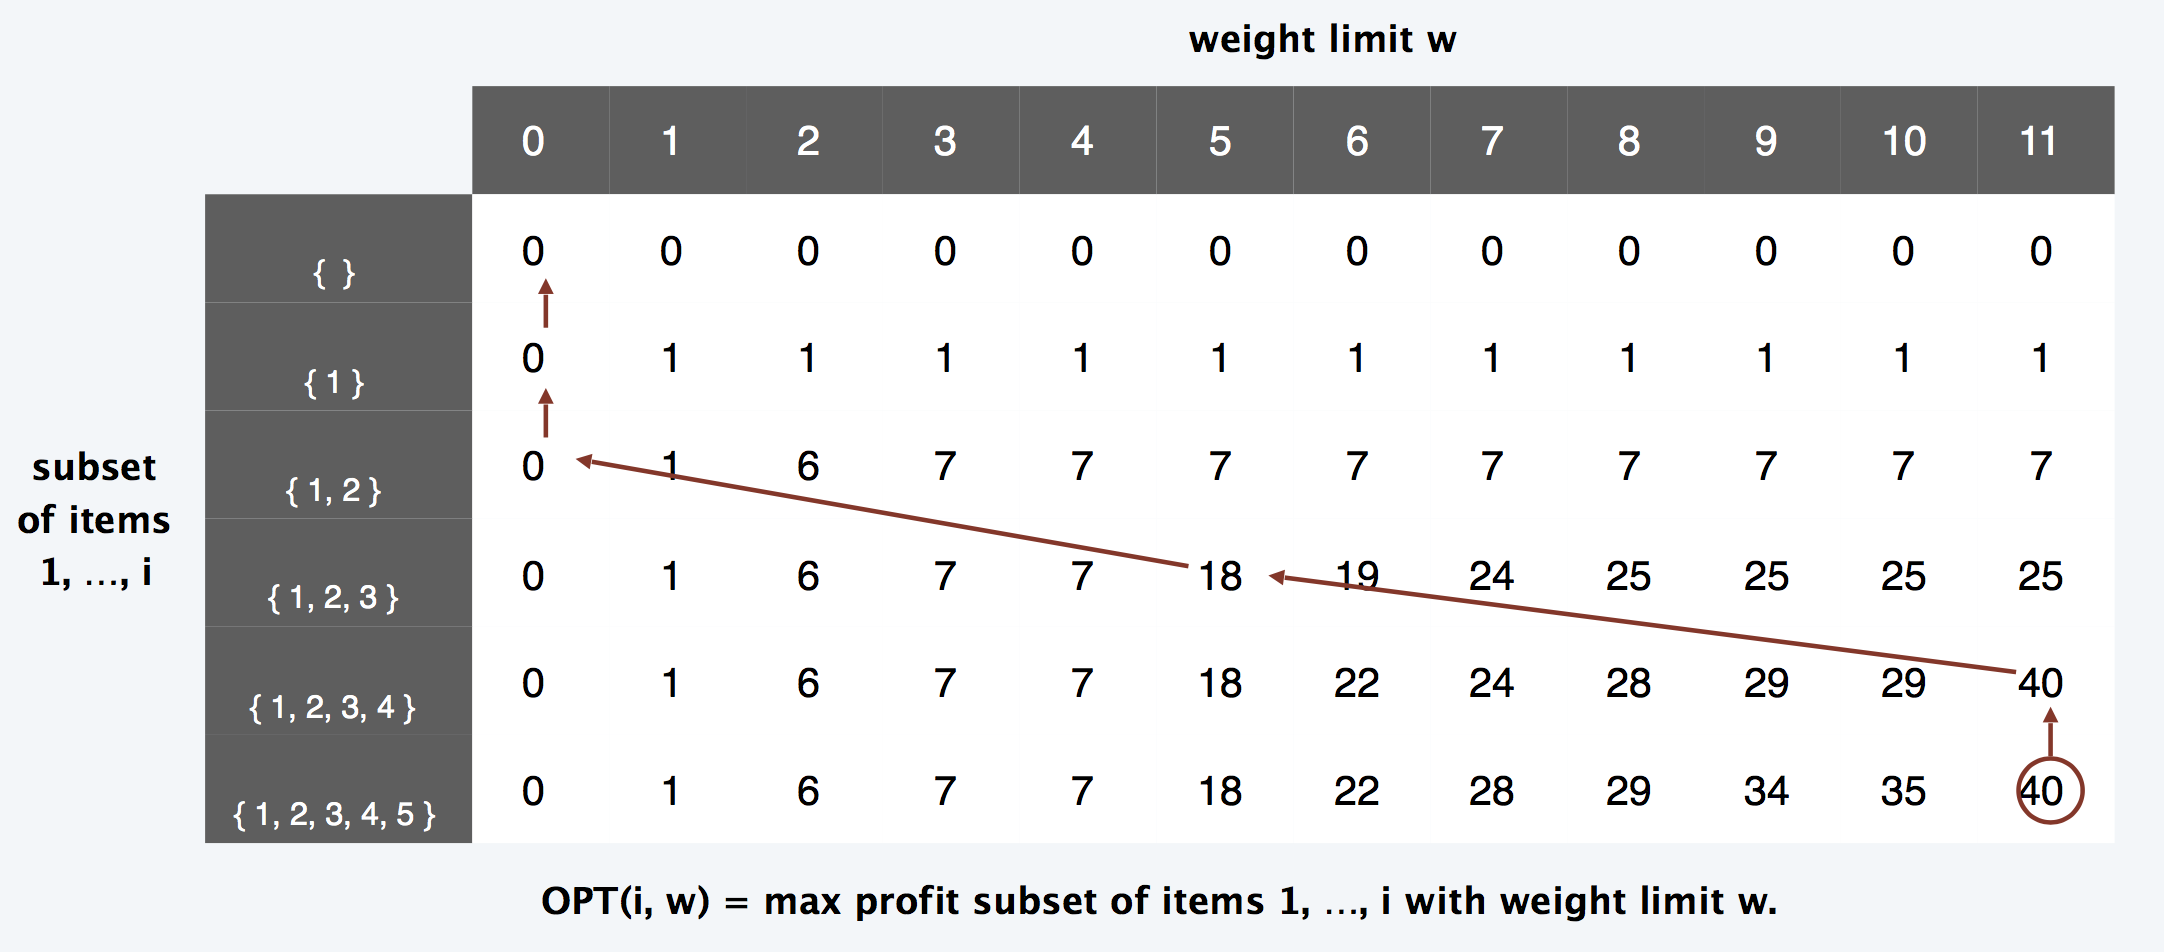 weight limit w
0 1 2 3 4 5 6 7 8 9 10 11
{ } 0 0 0 0 0 0 0 0 0 0 0 0
{ 1 } 0 1 1 1 1 1 1 1 1 1 1 1
{ 1, 2 } 0 1 6 7 7 7 7 7 7 7 7 7
subset
of items
1, …, i
{ 1, 2, 3 } 0 1 6 7 7 18 19 24 25 25 25 25
{ 1, 2, 3, 4 } 0 1 6 7 7 18 22 24 28 29 29 40
{ 1, 2, 3, 4, 5 } 0 1 6 7 7 18 22 28 29 34 35 40
OPT(i, w) = max profit subset of items 1, …, i with weight limit w.